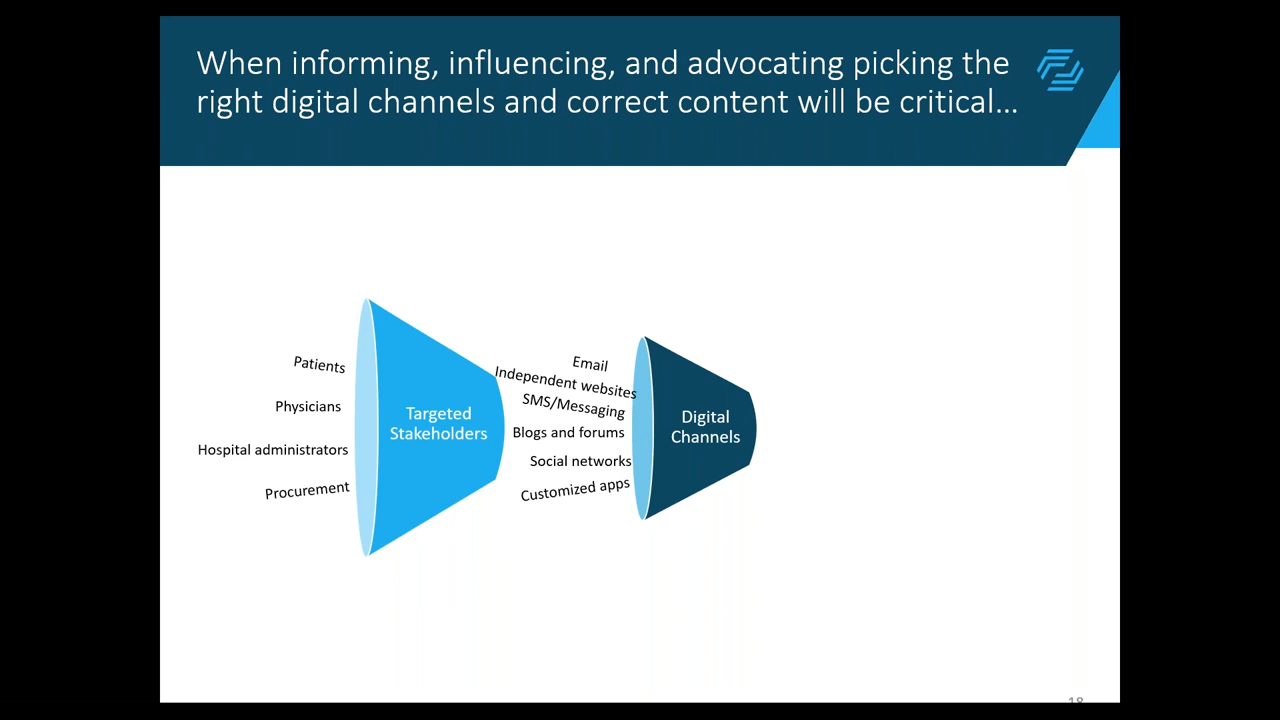 When informing, influencing, and advocating picking the
right digital channels and correct content will be critical...
Patients
Physicians
Hospital administrators
Procurement
Targeted
Stakeholders
Email
Independent websites
SMS/Messaging
Blogs and forums
Social networks
Customized apps
Digital
Channels
18